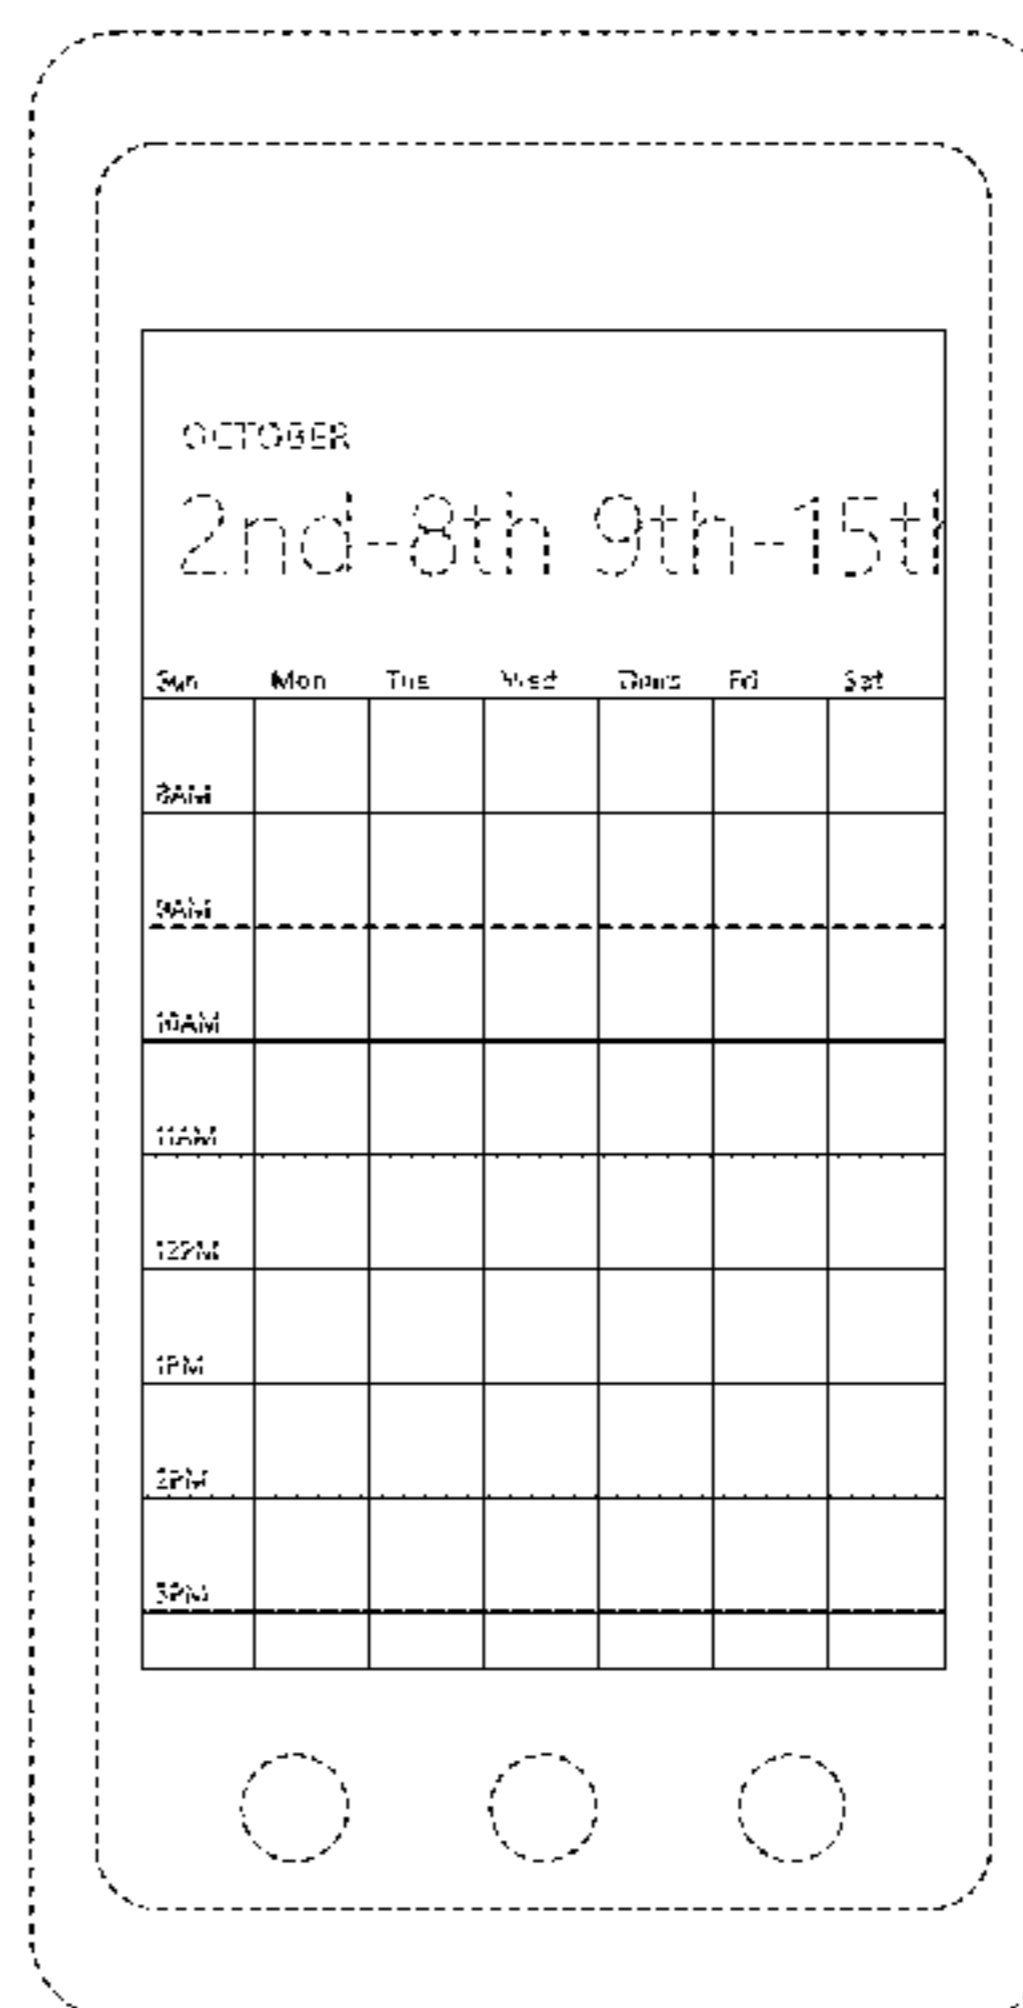 OCTOBER
2nd-8th 9th-15th
Sun Mon Tue Wed Thurs Fri Sat
8AM
9AM
10AM
11AM
12PM
1PM
2PM
3PM